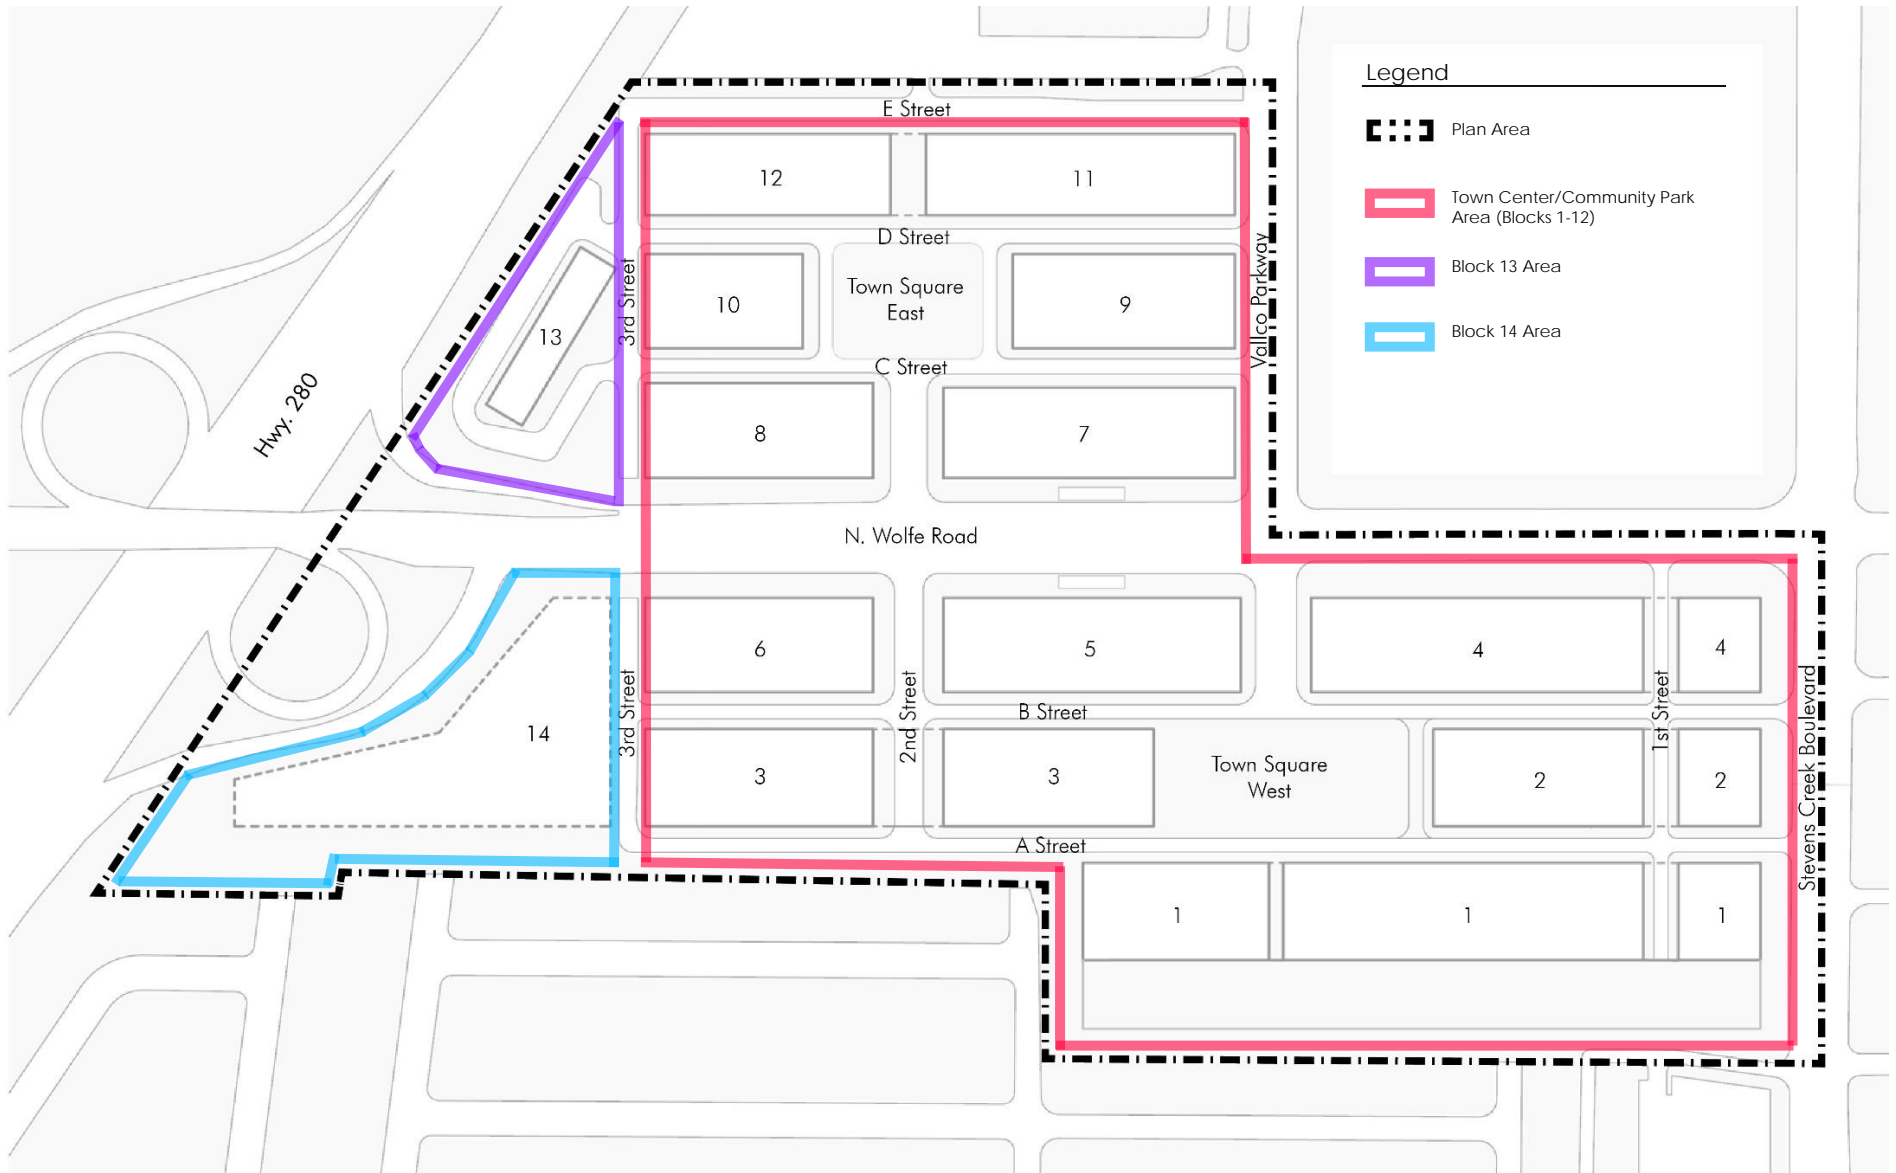 Legend
Plan Area
Town Center/Community Park
Area (Blocks 1-12)
Block 13 Area
Block 14 Area
E Street
12
11
D Street
10
Town Square
East
9
Vallco Parkway
3rd Street
13
C Street
Hwy. 280
8
7
N. Wolfe Road
6
5
4
4
14
3rd Street
2nd Street
B Street
1st Street
Stevens Creek Boulevard
3
3
Town Square
West
2
2
A Street
1
1
1